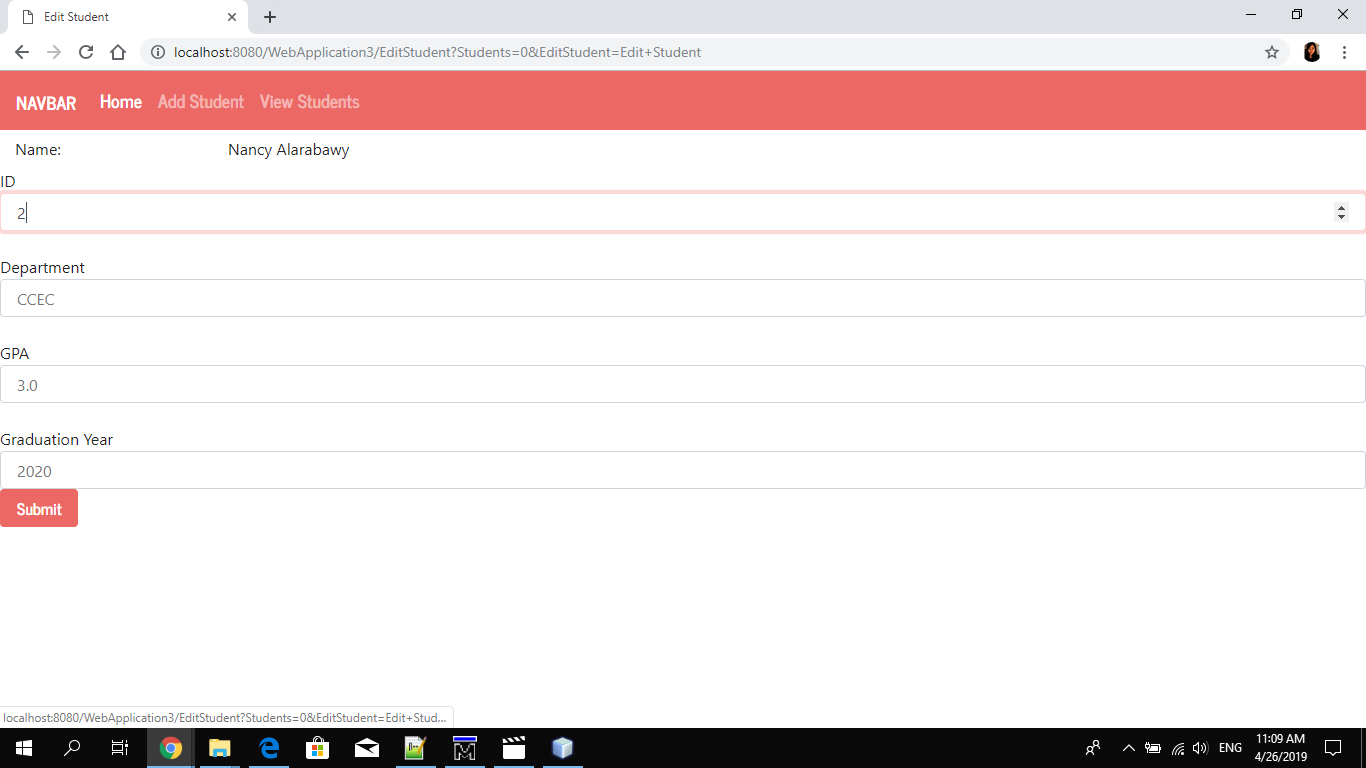 Edit Student
localhost:8080/WebApplication3/EditStudent?Students=0&EditStudent=Edit+Student
NAVBAR Home Add Student View Students
Name: Nancy Alarabawy
ID
2
Department
CCEC
GPA
3.0
Graduation Year
2020
Submit
localhost:8080/WebApplication3/EditStudent?Students=0&EditStudent=Edit+Stud...
ENG
11:09 AM
4/26/2019